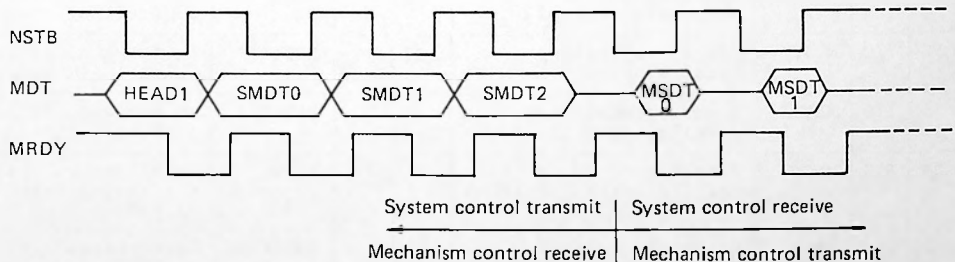 NSTB
MDT
HEAD1
SMDT0
SMDT1
SMDT2
MSDT
0
MSDT
1
MRDY
System control transmit
System control receive
Mechanism control receive
Mechanism control transmit